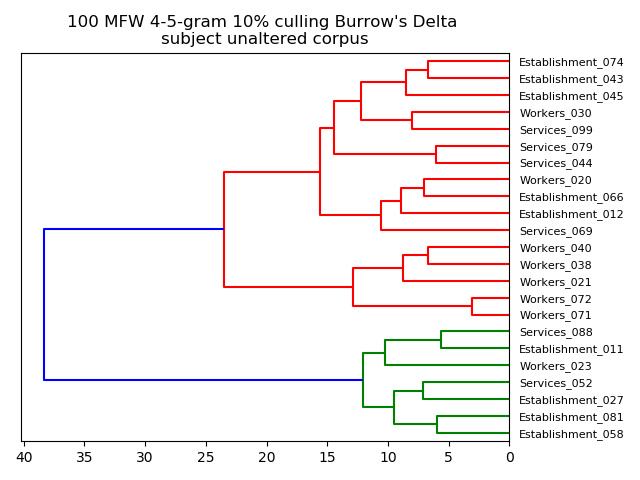 100 MFW 4-5-gram 10% culling Burrow's Delta
subject unaltered corpus
Establishment_074
Establishment_043
Establishment_045
Workers_030
Services_099
Services_079
Services_044
Workers_020
Establishment_066
Establishment_012
Services_069
Workers_040
Workers_038
Workers_021
Workers_072
Workers_071
Services_088
Establishment_011
Workers_023
Services_052
Establishment_027
Establishment_081
Establishment_058
40 35 30 25 20 15 10 5 0